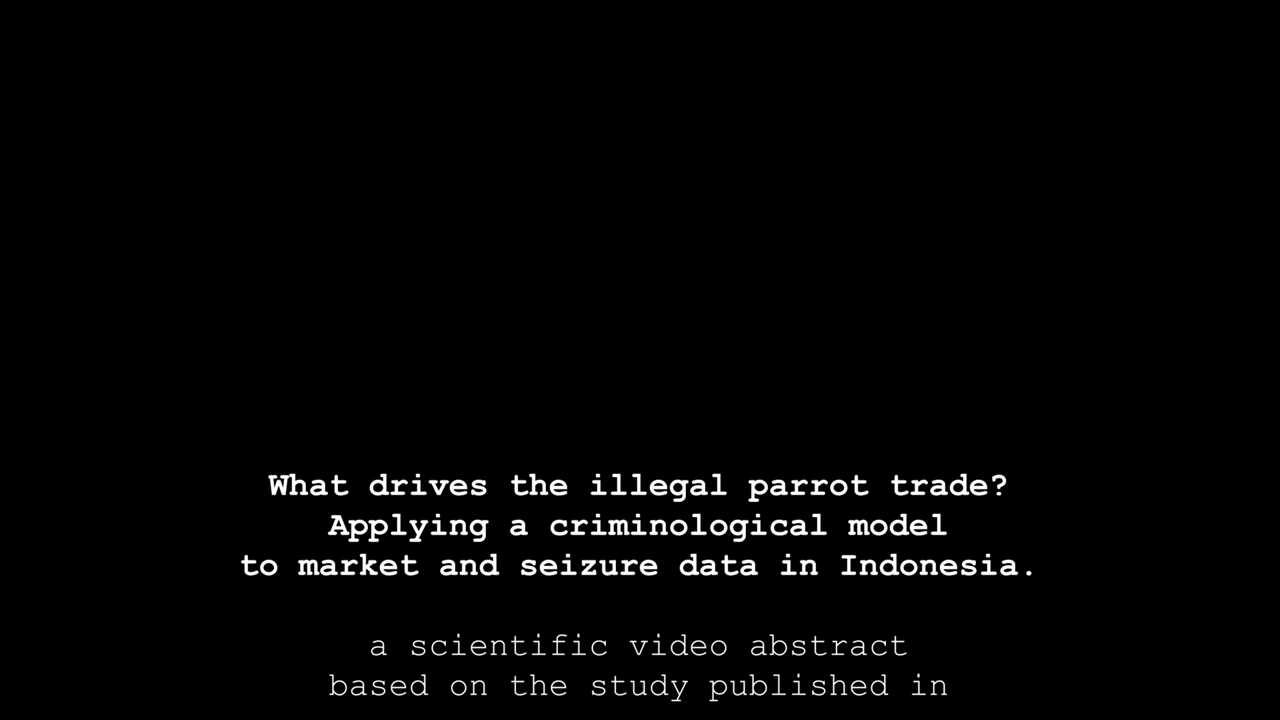 What drives the illegal parrot trade?
Applying a criminological model
to market and seizure data in Indonesia.
a scientific video abstract
based on the study published in